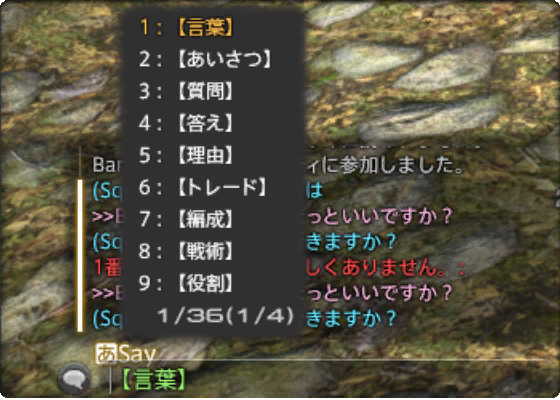 1：【言葉】
2：【あいさつ】
3：【質問】
4：【答え】
5：【理由】
6：【トレード】
7：【編成】
8：【戦術】
9：【役割】
1/36(1/4)
Bar ィに参加しました。
(Sq は
>>E っといいですか？
(Sq きますか？
1番 しくありません。:
>>E っといいですか？
(Sq きますか？
あ Say
【言葉】